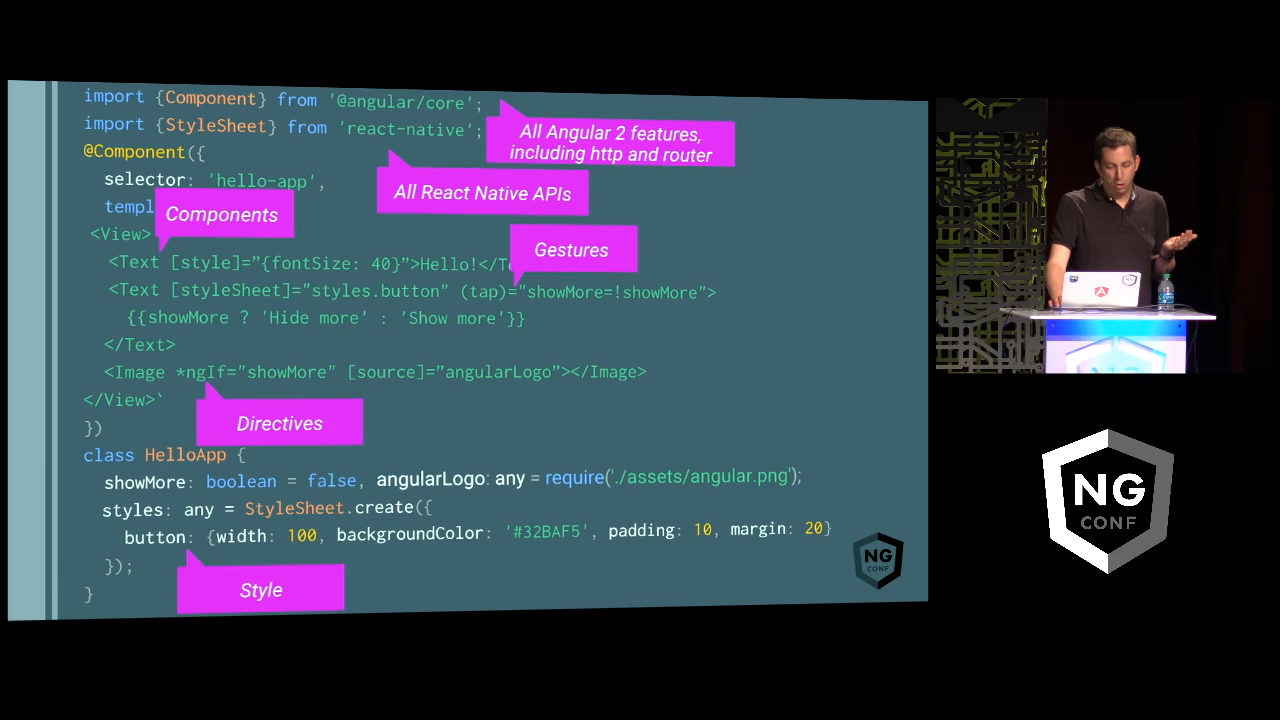 import {Component} from '@angular/core';
All Angular 2 features,
including http and router
import {StyleSheet} from 'react-native';
@Component({
All React Native APIs
selector: 'hello-app',
templ
Components
<View>
Gestures
<Text [style]=”{fontSize: 40}”>Hello!</Te
<Text [styleSheet]="styles.button" (tap)="showMore=!showMore”>
{{showMore ? 'Hide more' : 'Show more'}}
</Text>
<Image *ngIf="showMore" [source]=”angularLogo”></Image>
</View>`
Directives
})
class HelloApp {
showMore: boolean = false, angularLogo: any = require('./assets/angular.png');
styles: any = StyleSheet.create({
button: {width: 100, backgroundColor: '#32BAF5', padding: 10, margin: 20}
});
Style
}
NG
CONF
NG
CONF